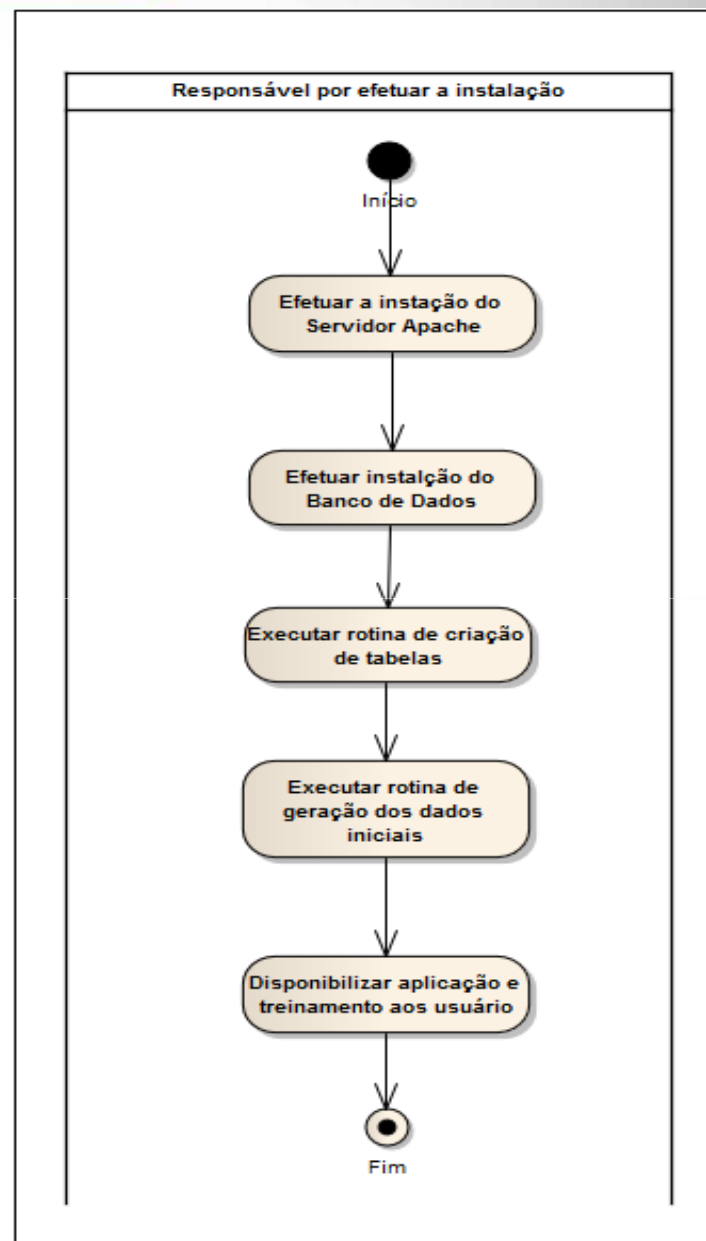 Responsável por efetuar a instalação
Início
Efetuar a instação do
Servidor Apache
Efetuar instalção do
Banco de Dados
Executar rotina de criação
de tabelas
Executar rotina de
geração dos dados
iniciais
Disponibilizar aplicação e
treinamento aos usuário
Fim